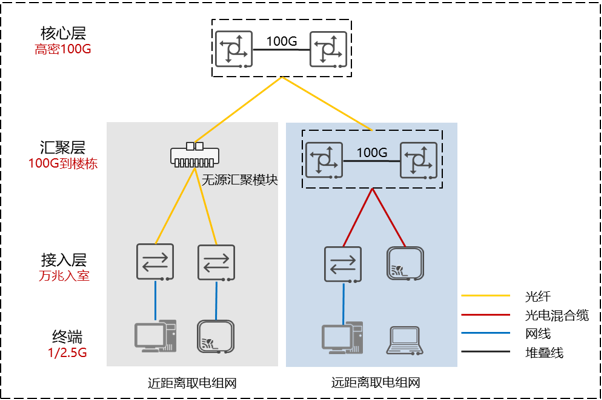 核心层
高密100G
100G
汇聚层
100G到楼栋
无源汇聚模块
100G
接入层
万兆入室
终端
1/2.5G
光纤
光电混合缆
网线
堆叠线
近距离取电组网
远距离取电组网